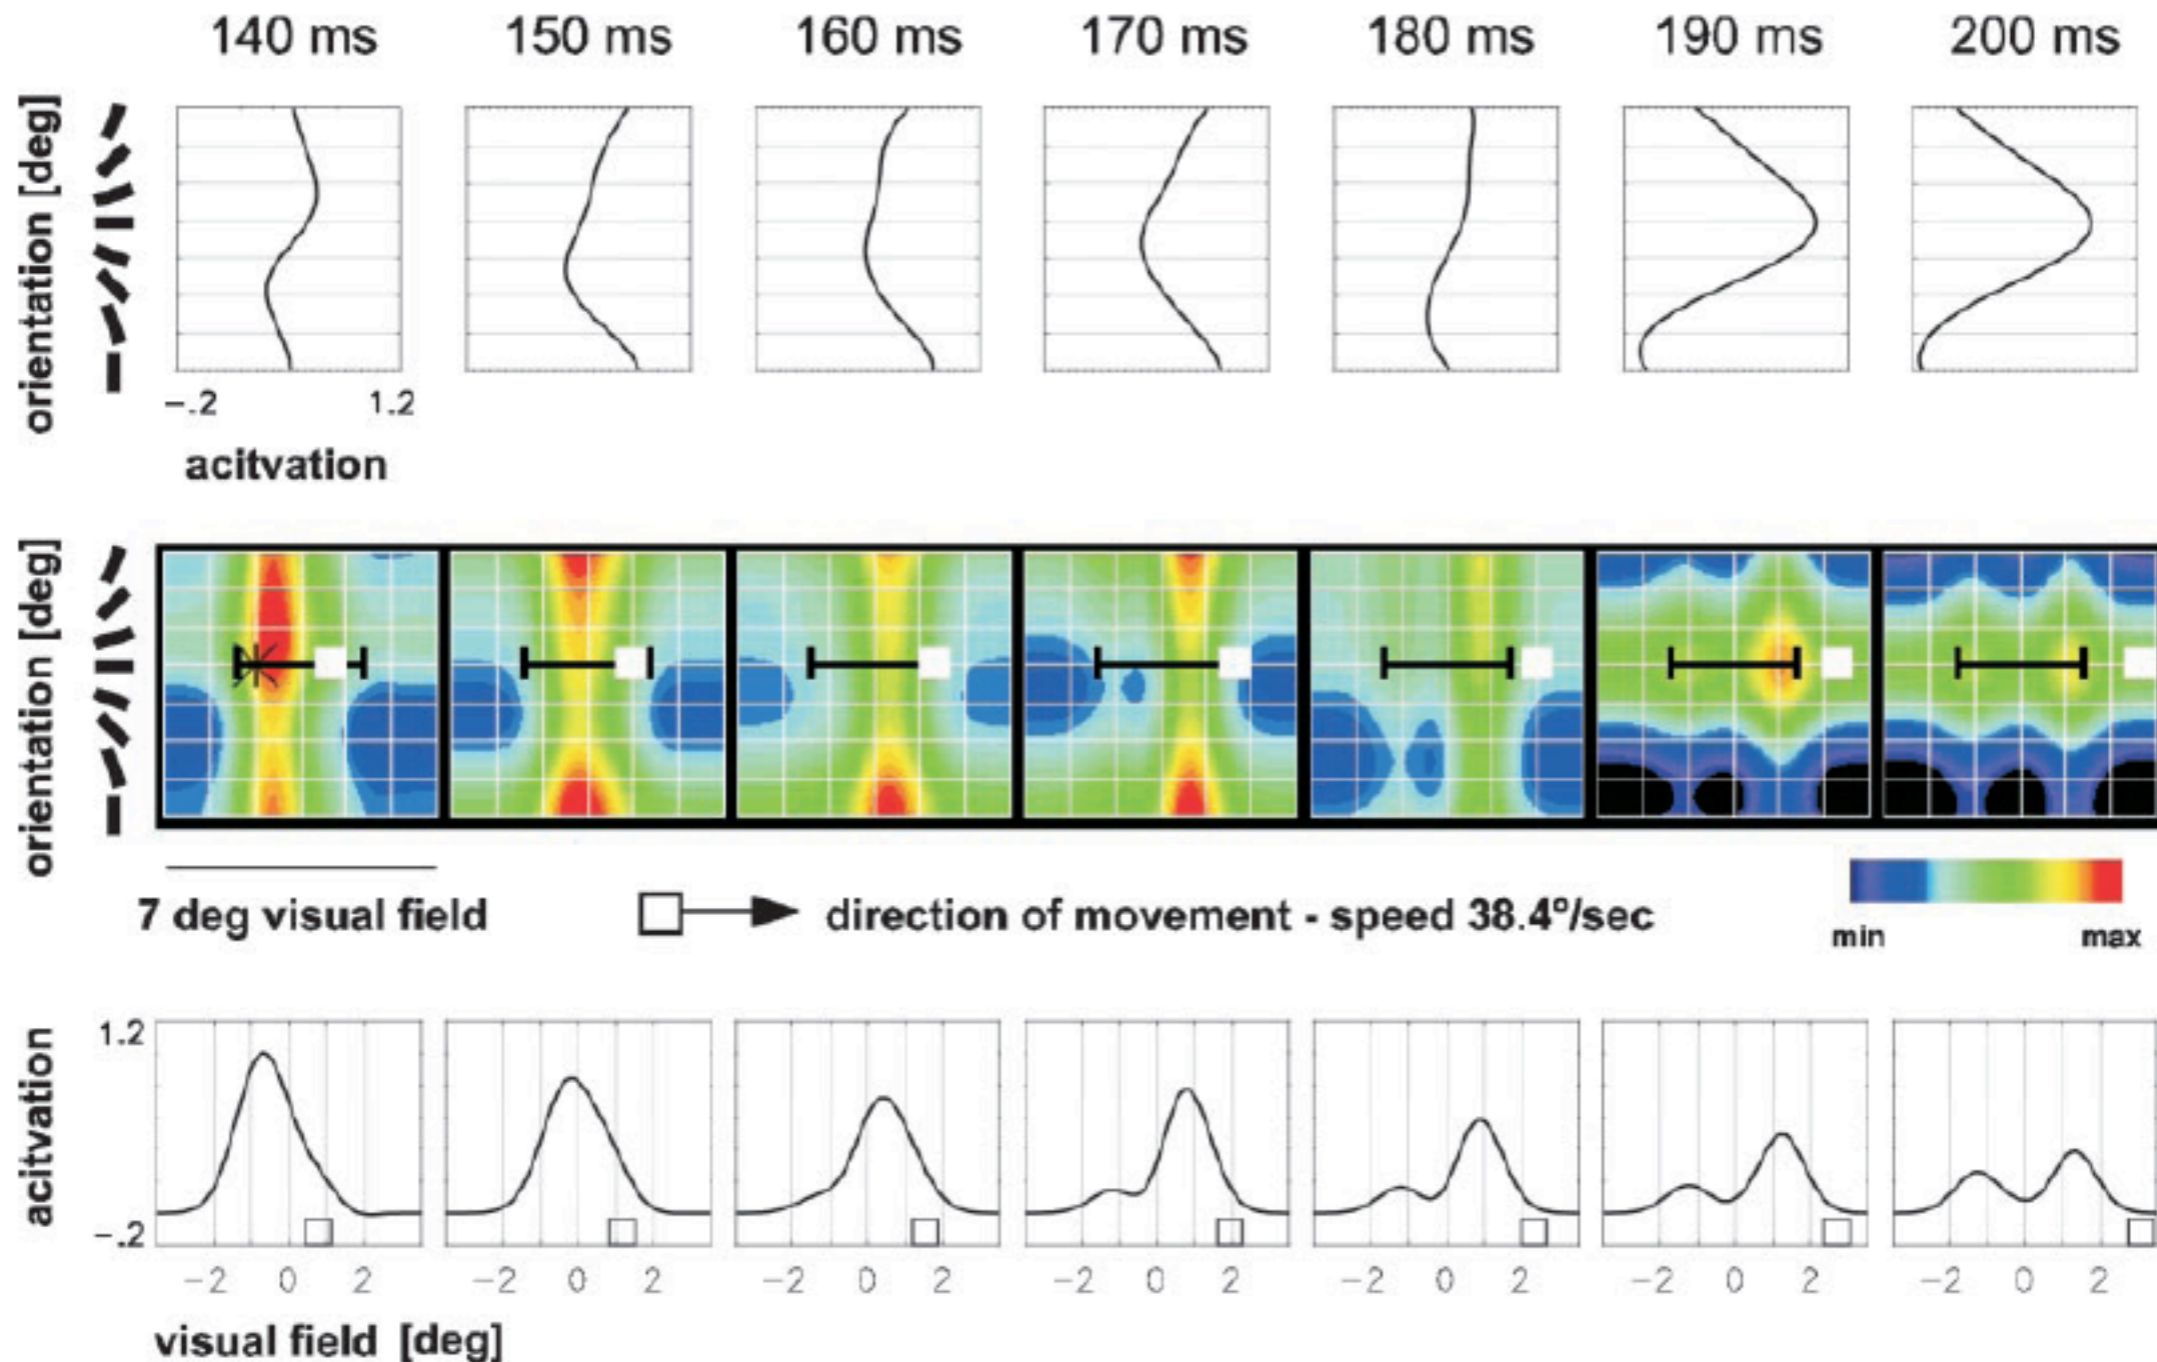 140 ms 150 ms 160 ms 170 ms 180 ms 190 ms 200 ms
orientation [deg]
−.2 1.2
acitvation
orientation [deg]
7 deg visual field
direction of movement - speed 38.4°/sec
min max
acitvation
1.2
−.2
−2 0 2 −2 0 2 −2 0 2 −2 0 2 −2 0 2 −2 0 2 −2 0 2
visual field [deg]